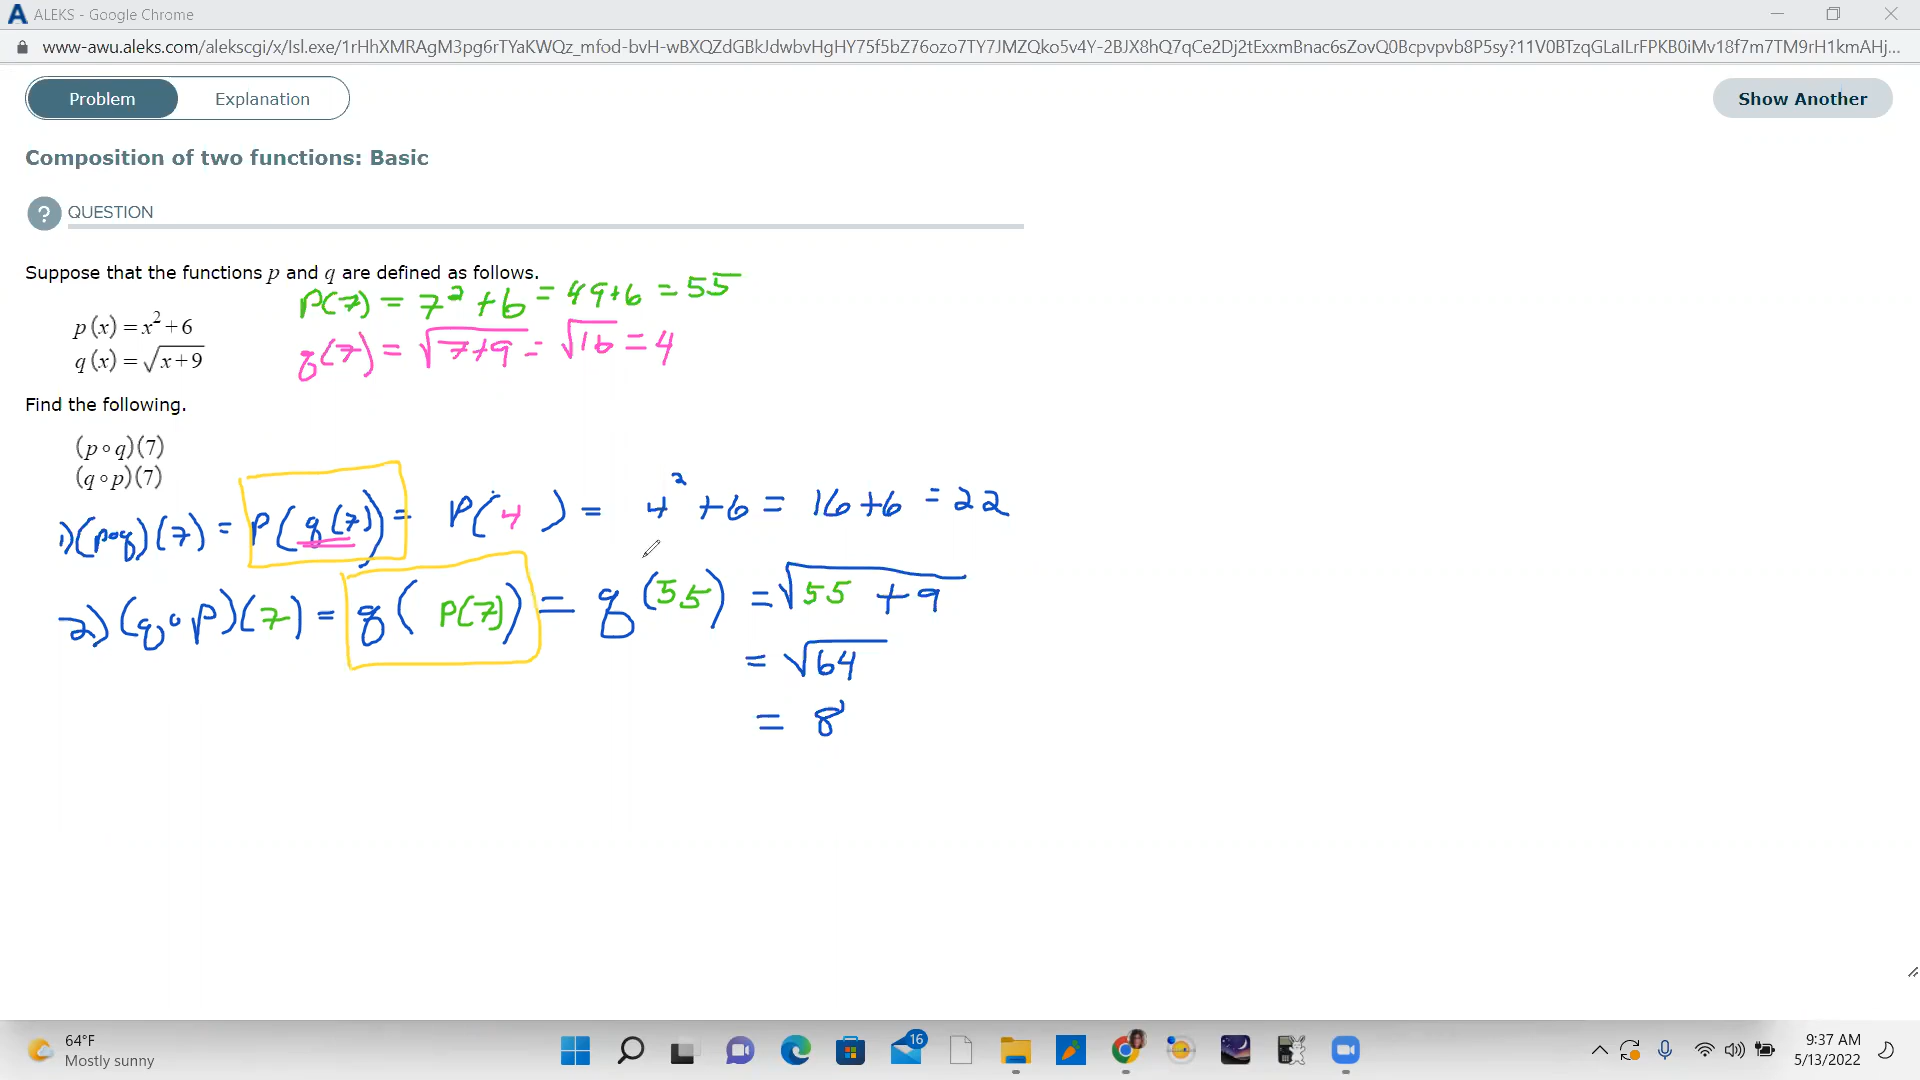 ALEKS - Google Chrome
www-awu.aleks.com/alekscgi/x/Isl.exe/1rHhXMRAgM3pg6rTYaKWQz_mfod-bvH-wBXQZdGBkJdwbvHgHY75f5bZ76ozo7TY7JMZQko5v4Y-2BJX8hQ7qCe2Dj2tExxmBnac6sZovQ0Bcpvpvb8P5sy?11V0BTzqGLaILrFPKB0iMv18f7m7TM9rH1kmAHj...
Problem Explanation Show Another
Composition of two functions: Basic
? QUESTION
Suppose that the functions p and q are defined as follows.
P(7) = 7² + 6 = 49+6 = 55
p(x) = x² + 6
q(7) = √7+9 = √16 = 4
q(x) = √x+9
Find the following.
(p∘q)(7)
(q∘p)(7)
1) (p∘q)(7) = P(q(7)) = P(4) = 4² + 6 = 16+6 = 22
2) (q∘p)(7) = q(P(7)) = q(55) = √55 + 9
= √64
= 8
64°F
Mostly sunny
16
9:37 AM
5/13/2022